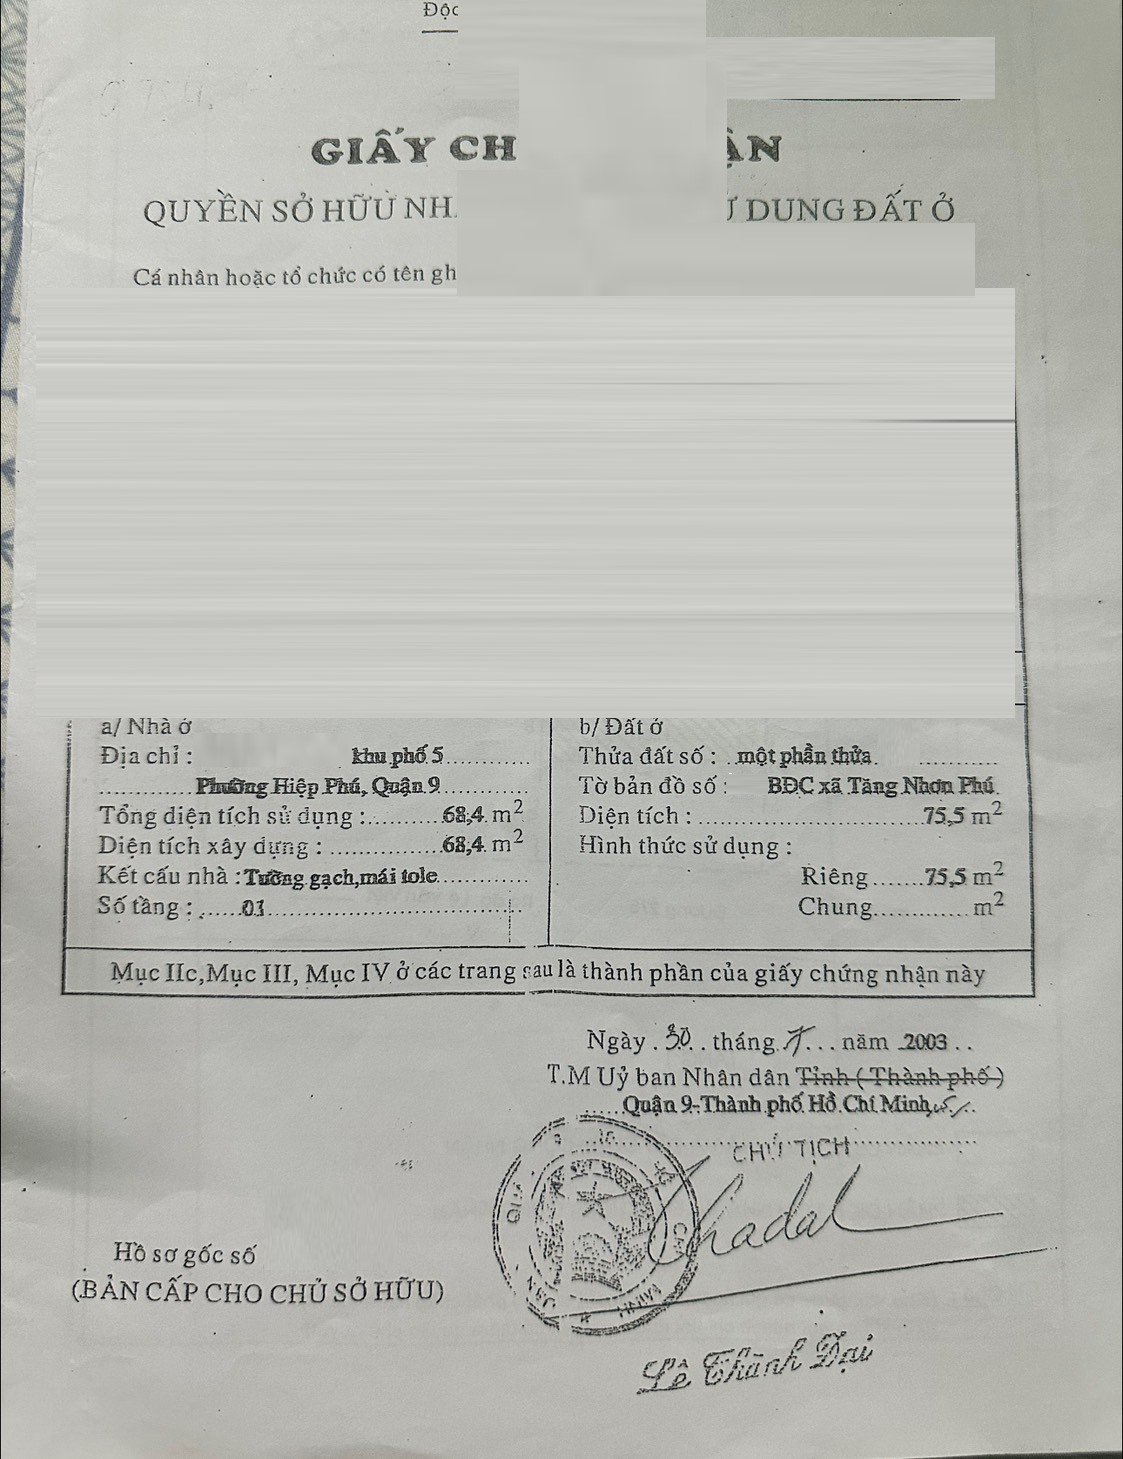 Độc
GIẤY CH ẬN
QUYỀN SỞ HỮU NH Ử DỤNG ĐẤT Ở
Cá nhân hoặc tổ chức có tên gh
a/ Nhà ở
Địa chỉ : khu phố 5
Phường Hiệp Phú, Quận 9
Tổng diện tích sử dụng : 68,4 m²
Diện tích xây dựng : 68,4 m²
Kết cấu nhà : Tường gạch,mái tole
Số tầng : 01
b/ Đất ở
Thửa đất số : một phần thửa
Tờ bản đồ số : BĐC xã Tăng Nhơn Phú
Diện tích : 75,5 m²
Hình thức sử dụng :
Riêng 75,5 m²
Chung m²
Mục IIc,Mục III, Mục IV ở các trang sau là thành phần của giấy chứng nhận này
Ngày 30 tháng 7 năm 2003
T.M Uỷ ban Nhân dân Tỉnh ( Thành phố )
Quận 9-Thành phố Hồ Chí Minh
CHỦ TỊCH
Lê Thành Đại
Hồ sơ gốc số
(BẢN CẤP CHO CHỦ SỞ HỮU)